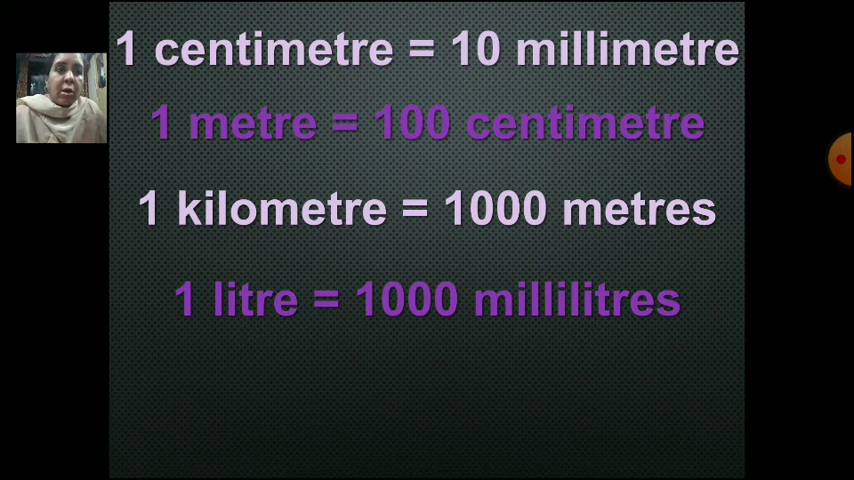 1 centimetre = 10 millimetre
1 metre = 100 centimetre
1 kilometre = 1000 metres
1 litre = 1000 millilitres